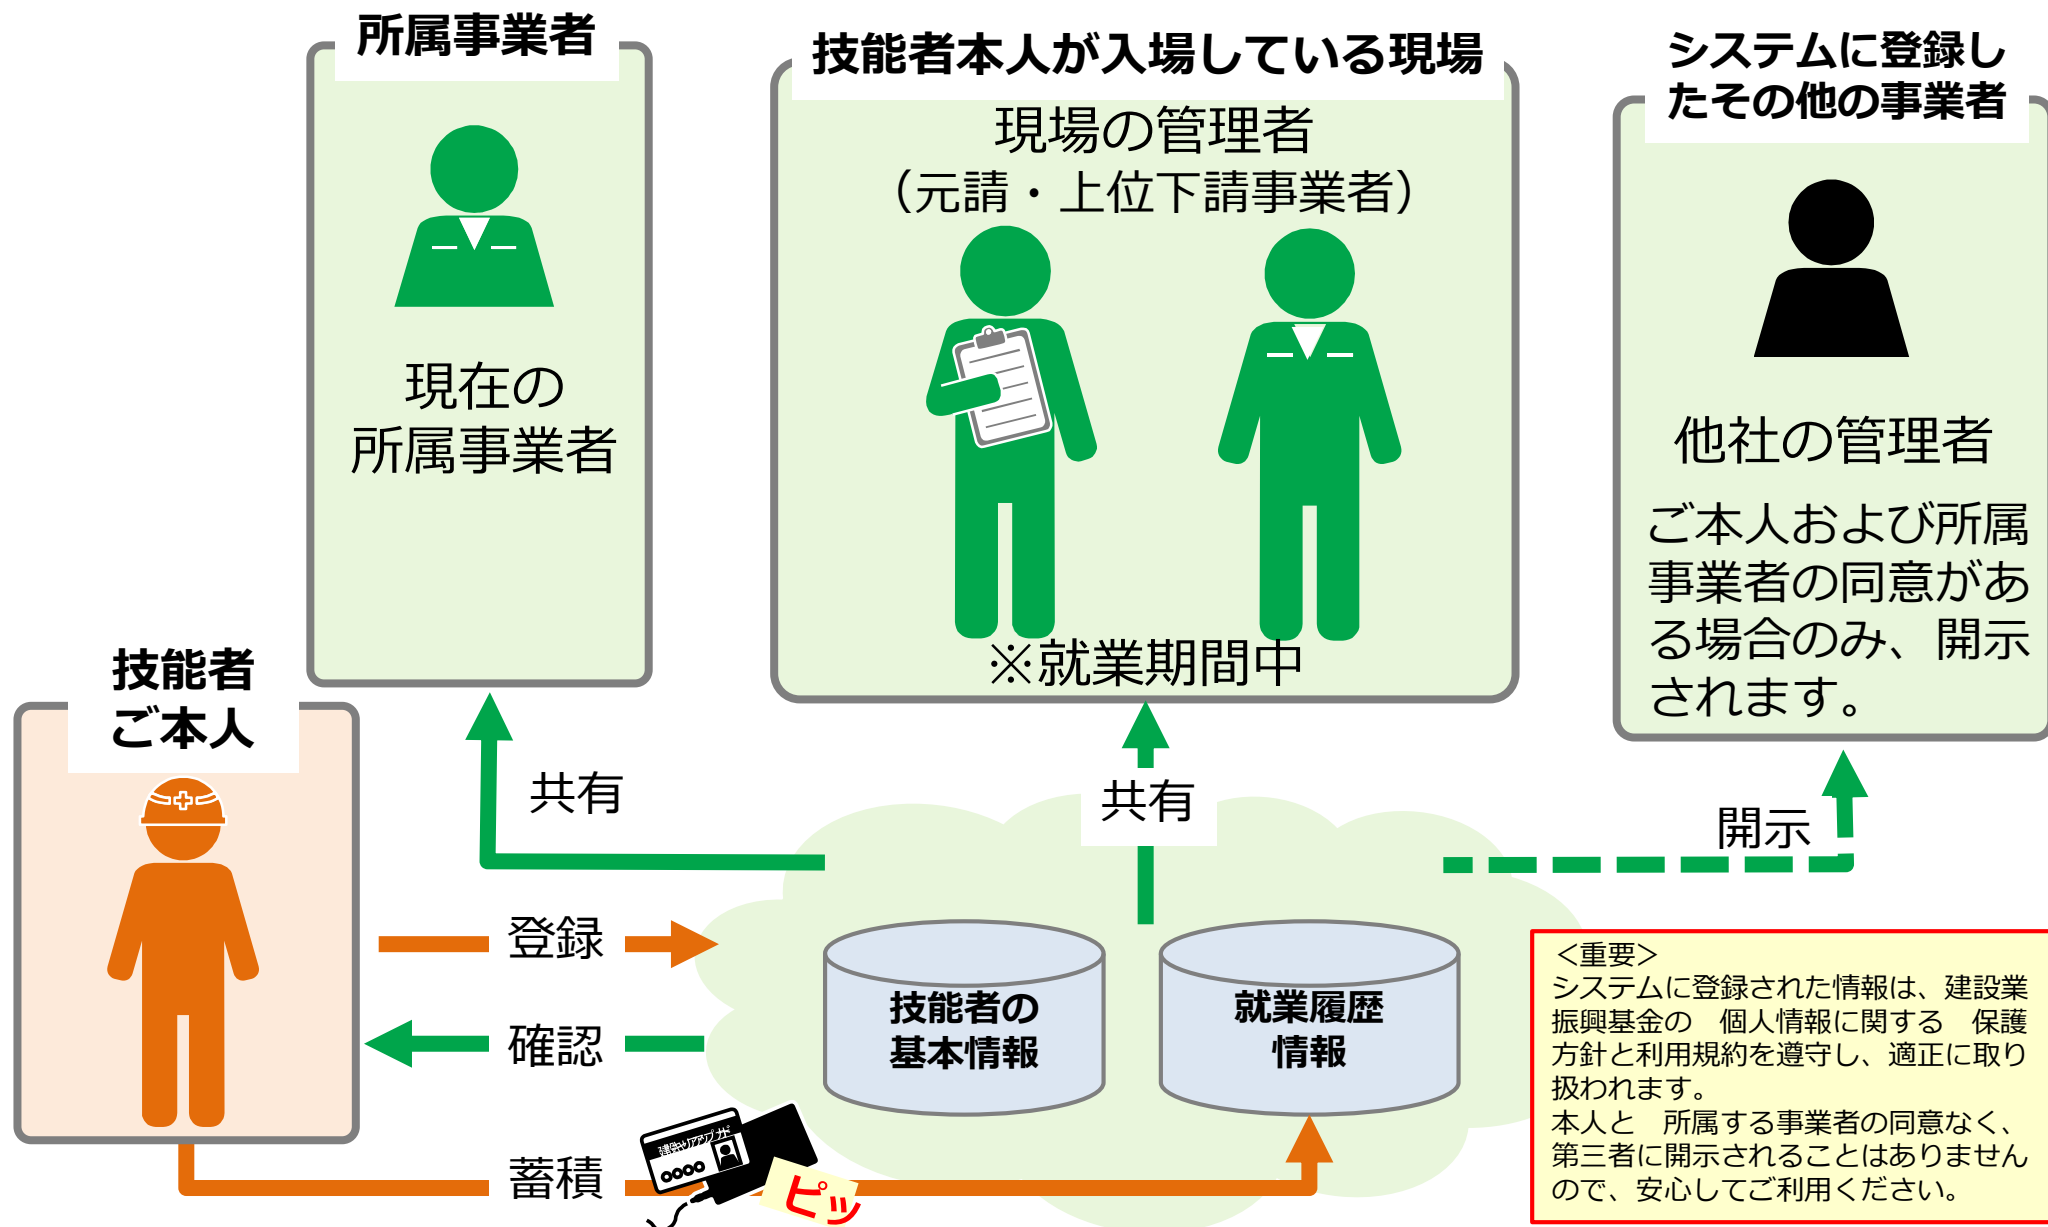 所属事業者
現在の
所属事業者
技能者本人が入場している現場
現場の管理者
（元請・上位下請事業者）
※就業期間中
システムに登録し
たその他の事業者
他社の管理者
ご本人および所属
事業者の同意があ
る場合のみ、開示
されます。
技能者
ご本人
共有
共有
開示
登録
確認
蓄積
技能者の
基本情報
就業履歴
情報
建設キャリアアップカード
ピッ
＜重要＞
システムに登録された情報は、建設業
振興基金の　個人情報に関する　保護
方針と利用規約を遵守し、適正に取り
扱われます。
本人と　所属する事業者の同意なく、
第三者に開示されることはありません
ので、安心してご利用ください。